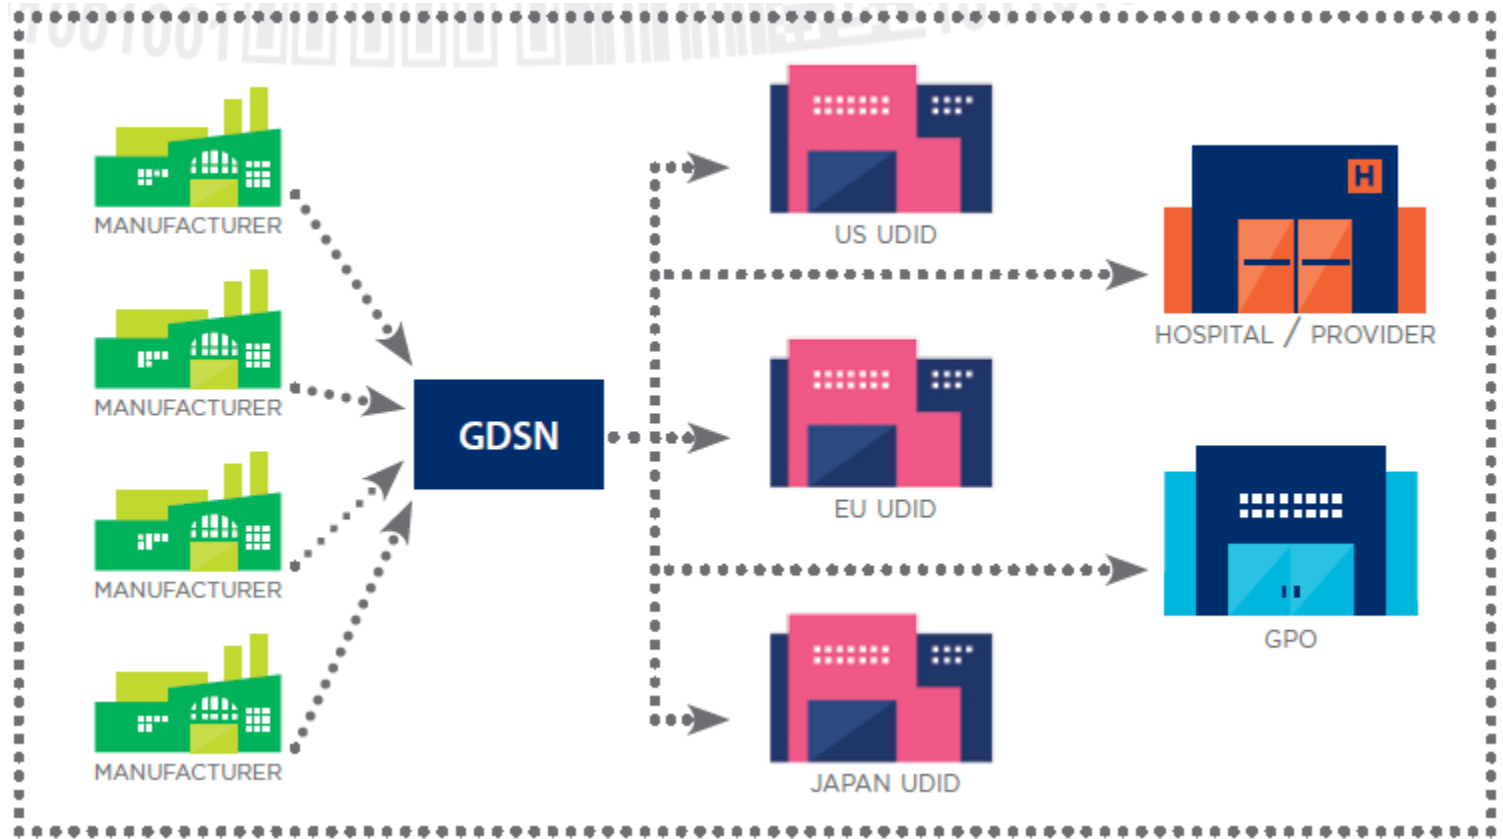 MANUFACTURER
MANUFACTURER
MANUFACTURER
MANUFACTURER
GDSN
US UDID
EU UDID
JAPAN UDID
H
HOSPITAL / PROVIDER
GPO